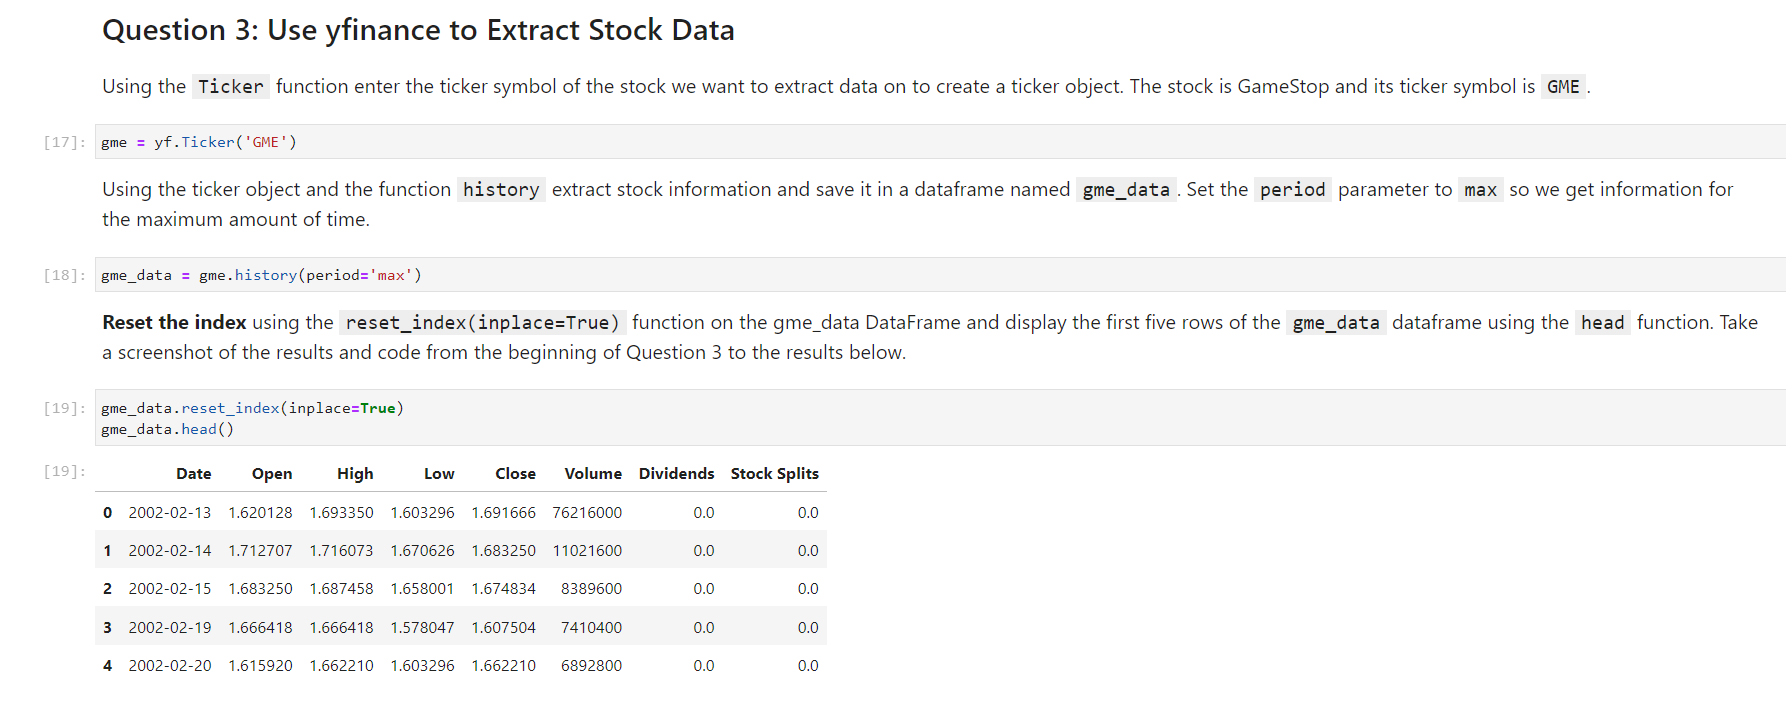 Question 3: Use yfinance to Extract Stock Data
Using the Ticker function enter the ticker symbol of the stock we want to extract data on to create a ticker object. The stock is GameStop and its ticker symbol is GME .
[17]: gme = yf.Ticker('GME')
Using the ticker object and the function history extract stock information and save it in a dataframe named gme_data . Set the period parameter to max so we get information for
the maximum amount of time.
[18]: gme_data = gme.history(period='max')
Reset the index using the reset_index(inplace=True) function on the gme_data DataFrame and display the first five rows of the gme_data dataframe using the head function. Take
a screenshot of the results and code from the beginning of Question 3 to the results below.
[19]: gme_data.reset_index(inplace=True)
gme_data.head()
[19]: Date Open High Low Close Volume Dividends Stock Splits
0 2002-02-13 1.620128 1.693350 1.603296 1.691666 76216000 0.0 0.0
1 2002-02-14 1.712707 1.716073 1.670626 1.683250 11021600 0.0 0.0
2 2002-02-15 1.683250 1.687458 1.658001 1.674834 8389600 0.0 0.0
3 2002-02-19 1.666418 1.666418 1.578047 1.607504 7410400 0.0 0.0
4 2002-02-20 1.615920 1.662210 1.603296 1.662210 6892800 0.0 0.0